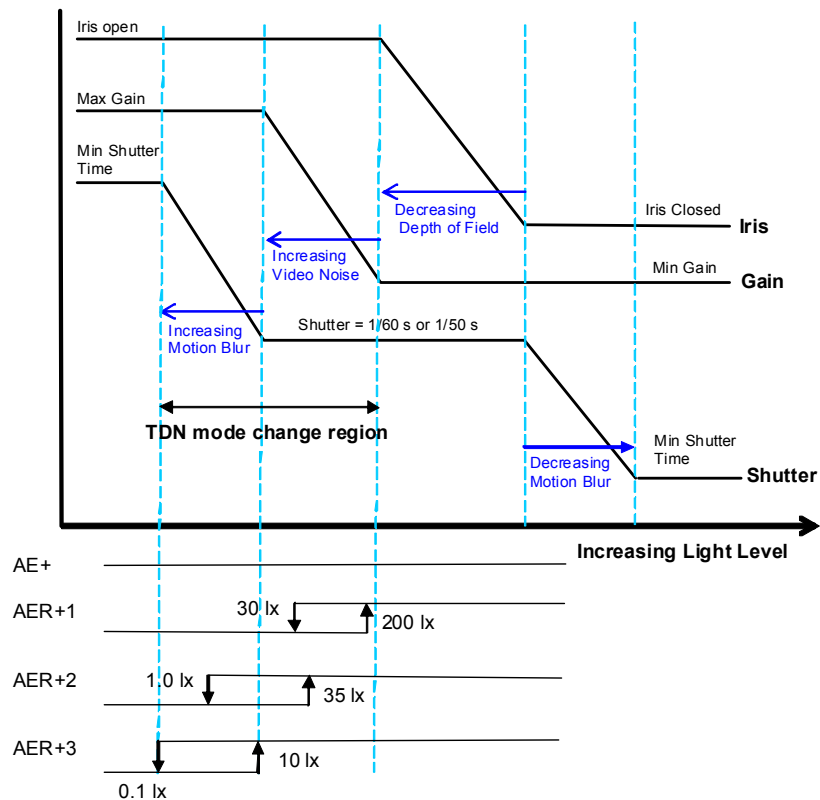 Iris open
Max Gain
Min Shutter
Time
Decreasing
Depth of Field
Iris Closed
Iris
Increasing
Video Noise
Min Gain
Gain
Increasing
Motion Blur
Shutter = 1/60 s or 1/50 s
TDN mode change region
Decreasing
Motion Blur
Min Shutter
Time
Shutter
Increasing Light Level
AE+
AER+1
30 lx
200 lx
AER+2
1.0 lx
35 lx
AER+3
10 lx
0.1 lx